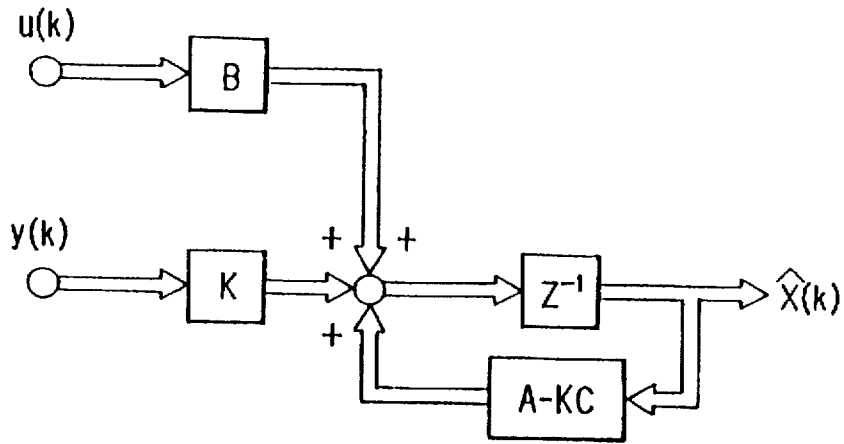 u(k)
B
y(k)
+ +
K
Z⁻¹
X̂(k)
+
A-KC